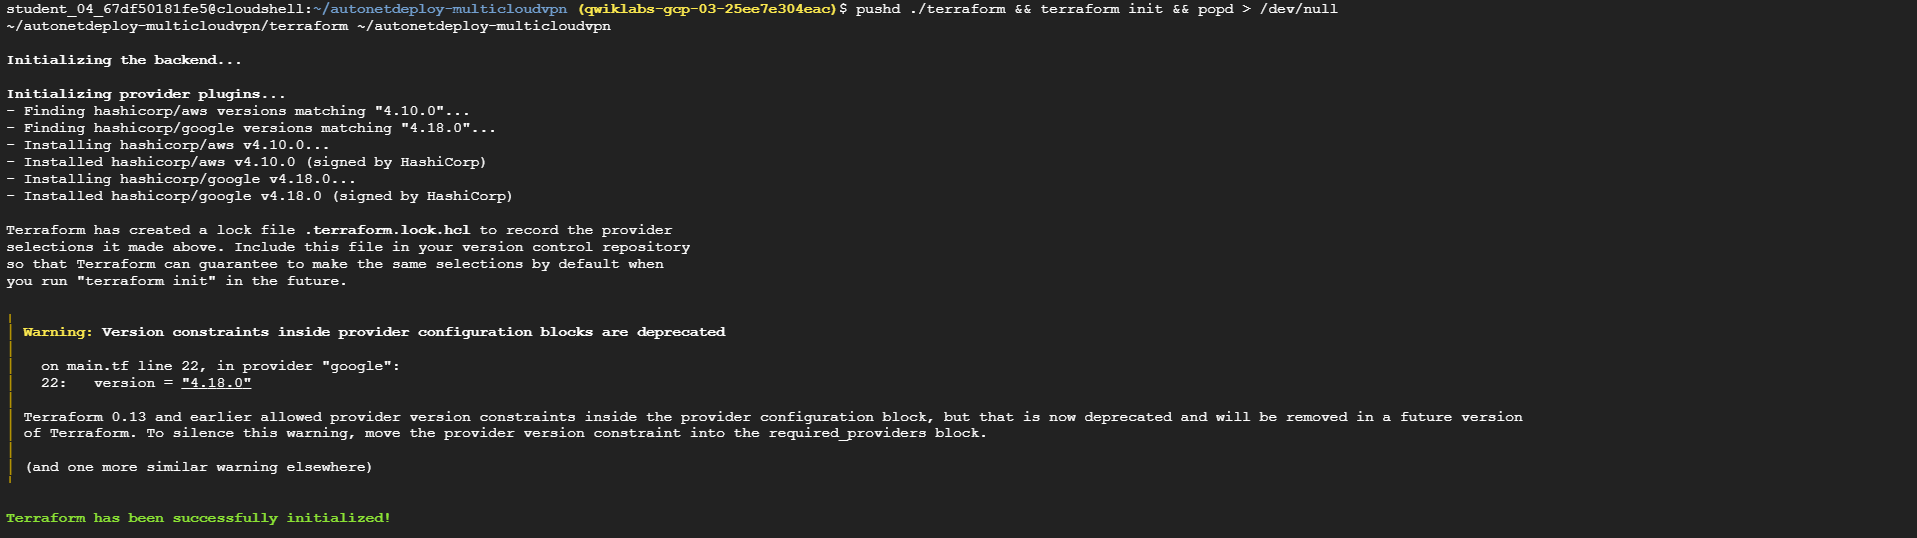 student_04_67df50181fe5@cloudshell:~/autonetdeploy-multicloudvpn (qwiklabs-gcp-03-25ee7e304eac)$ pushd ./terraform && terraform init && popd > /dev/null
~/autonetdeploy-multicloudvpn/terraform ~/autonetdeploy-multicloudvpn
Initializing the backend...
Initializing provider plugins...
- Finding hashicorp/aws versions matching "4.10.0"...
- Finding hashicorp/google versions matching "4.18.0"...
- Installing hashicorp/aws v4.10.0...
- Installed hashicorp/aws v4.10.0 (signed by HashiCorp)
- Installing hashicorp/google v4.18.0...
- Installed hashicorp/google v4.18.0 (signed by HashiCorp)
Terraform has created a lock file .terraform.lock.hcl to record the provider
selections it made above. Include this file in your version control repository
so that Terraform can guarantee to make the same selections by default when
you run "terraform init" in the future.
Warning: Version constraints inside provider configuration blocks are deprecated
on main.tf line 22, in provider "google":
22:   version = "4.18.0"
Terraform 0.13 and earlier allowed provider version constraints inside the provider configuration block, but that is now deprecated and will be removed in a future version
of Terraform. To silence this warning, move the provider version constraint into the required_providers block.
(and one more similar warning elsewhere)
Terraform has been successfully initialized!